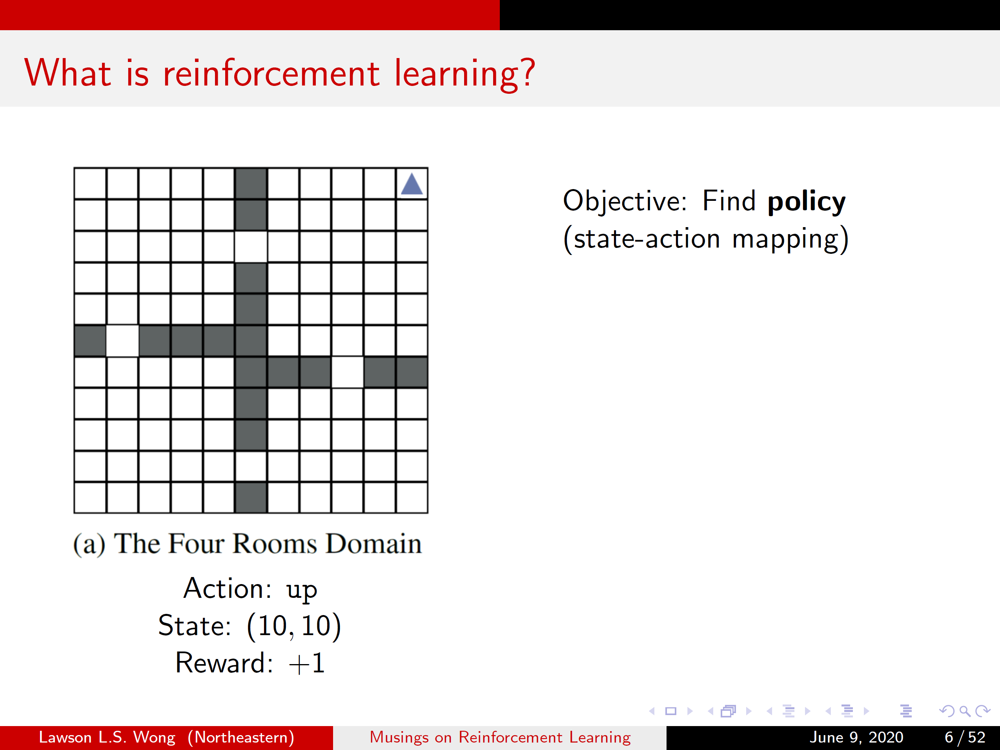 What is reinforcement learning?
Objective: Find policy
(state-action mapping)
(a) The Four Rooms Domain
Action: up
State: (10, 10)
Reward: +1
Lawson L.S. Wong (Northeastern)
Musings on Reinforcement Learning
June 9, 2020
6 / 52